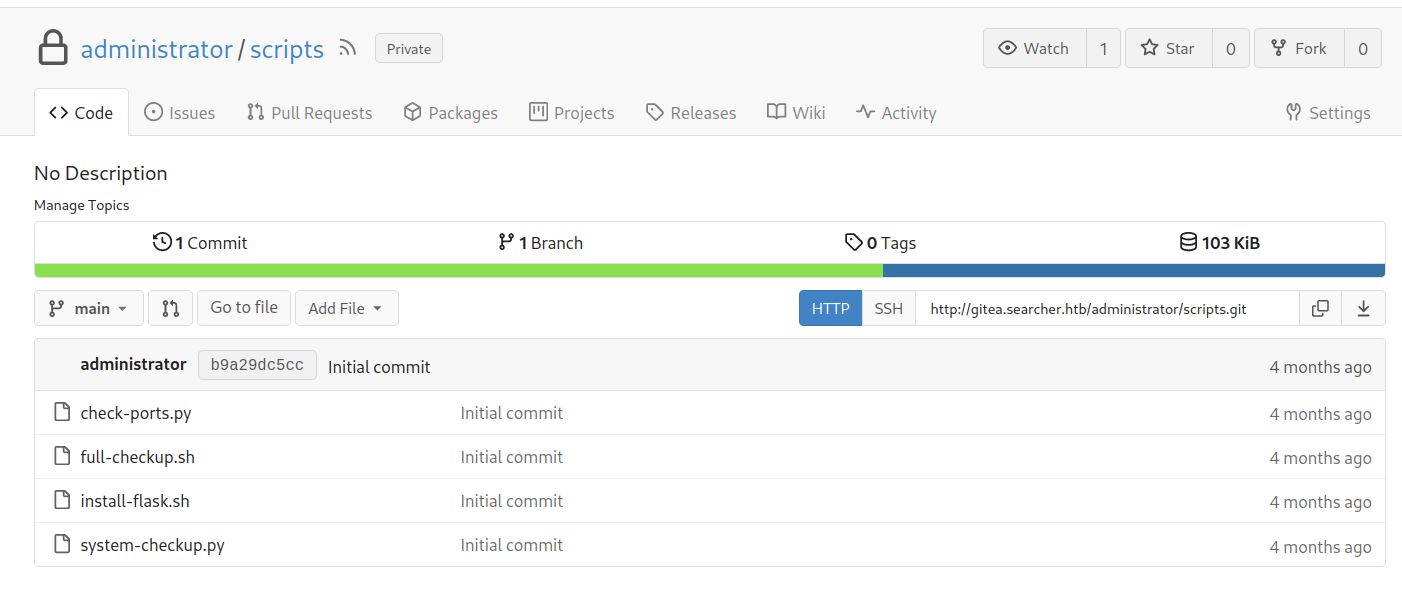 administrator/scripts Private Watch 1 Star 0 Fork 0
Code Issues Pull Requests Packages Projects Releases Wiki Activity Settings
No Description
Manage Topics
1 Commit 1 Branch 0 Tags 103 KiB
main Go to file Add File HTTP SSH http://gitea.searcher.htb/administrator/scripts.git
administrator b9a29dc5cc Initial commit 4 months ago
check-ports.py Initial commit 4 months ago
full-checkup.sh Initial commit 4 months ago
install-flask.sh Initial commit 4 months ago
system-checkup.py Initial commit 4 months ago